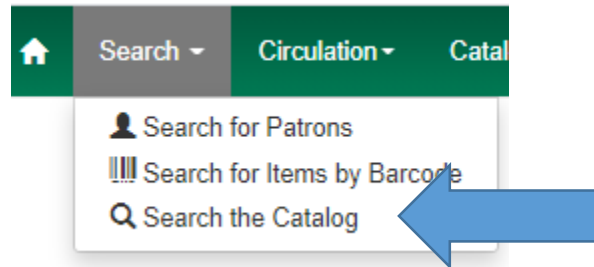 Search Circulation Catal
Search for Patrons
Search for Items by Barcode
Search the Catalog